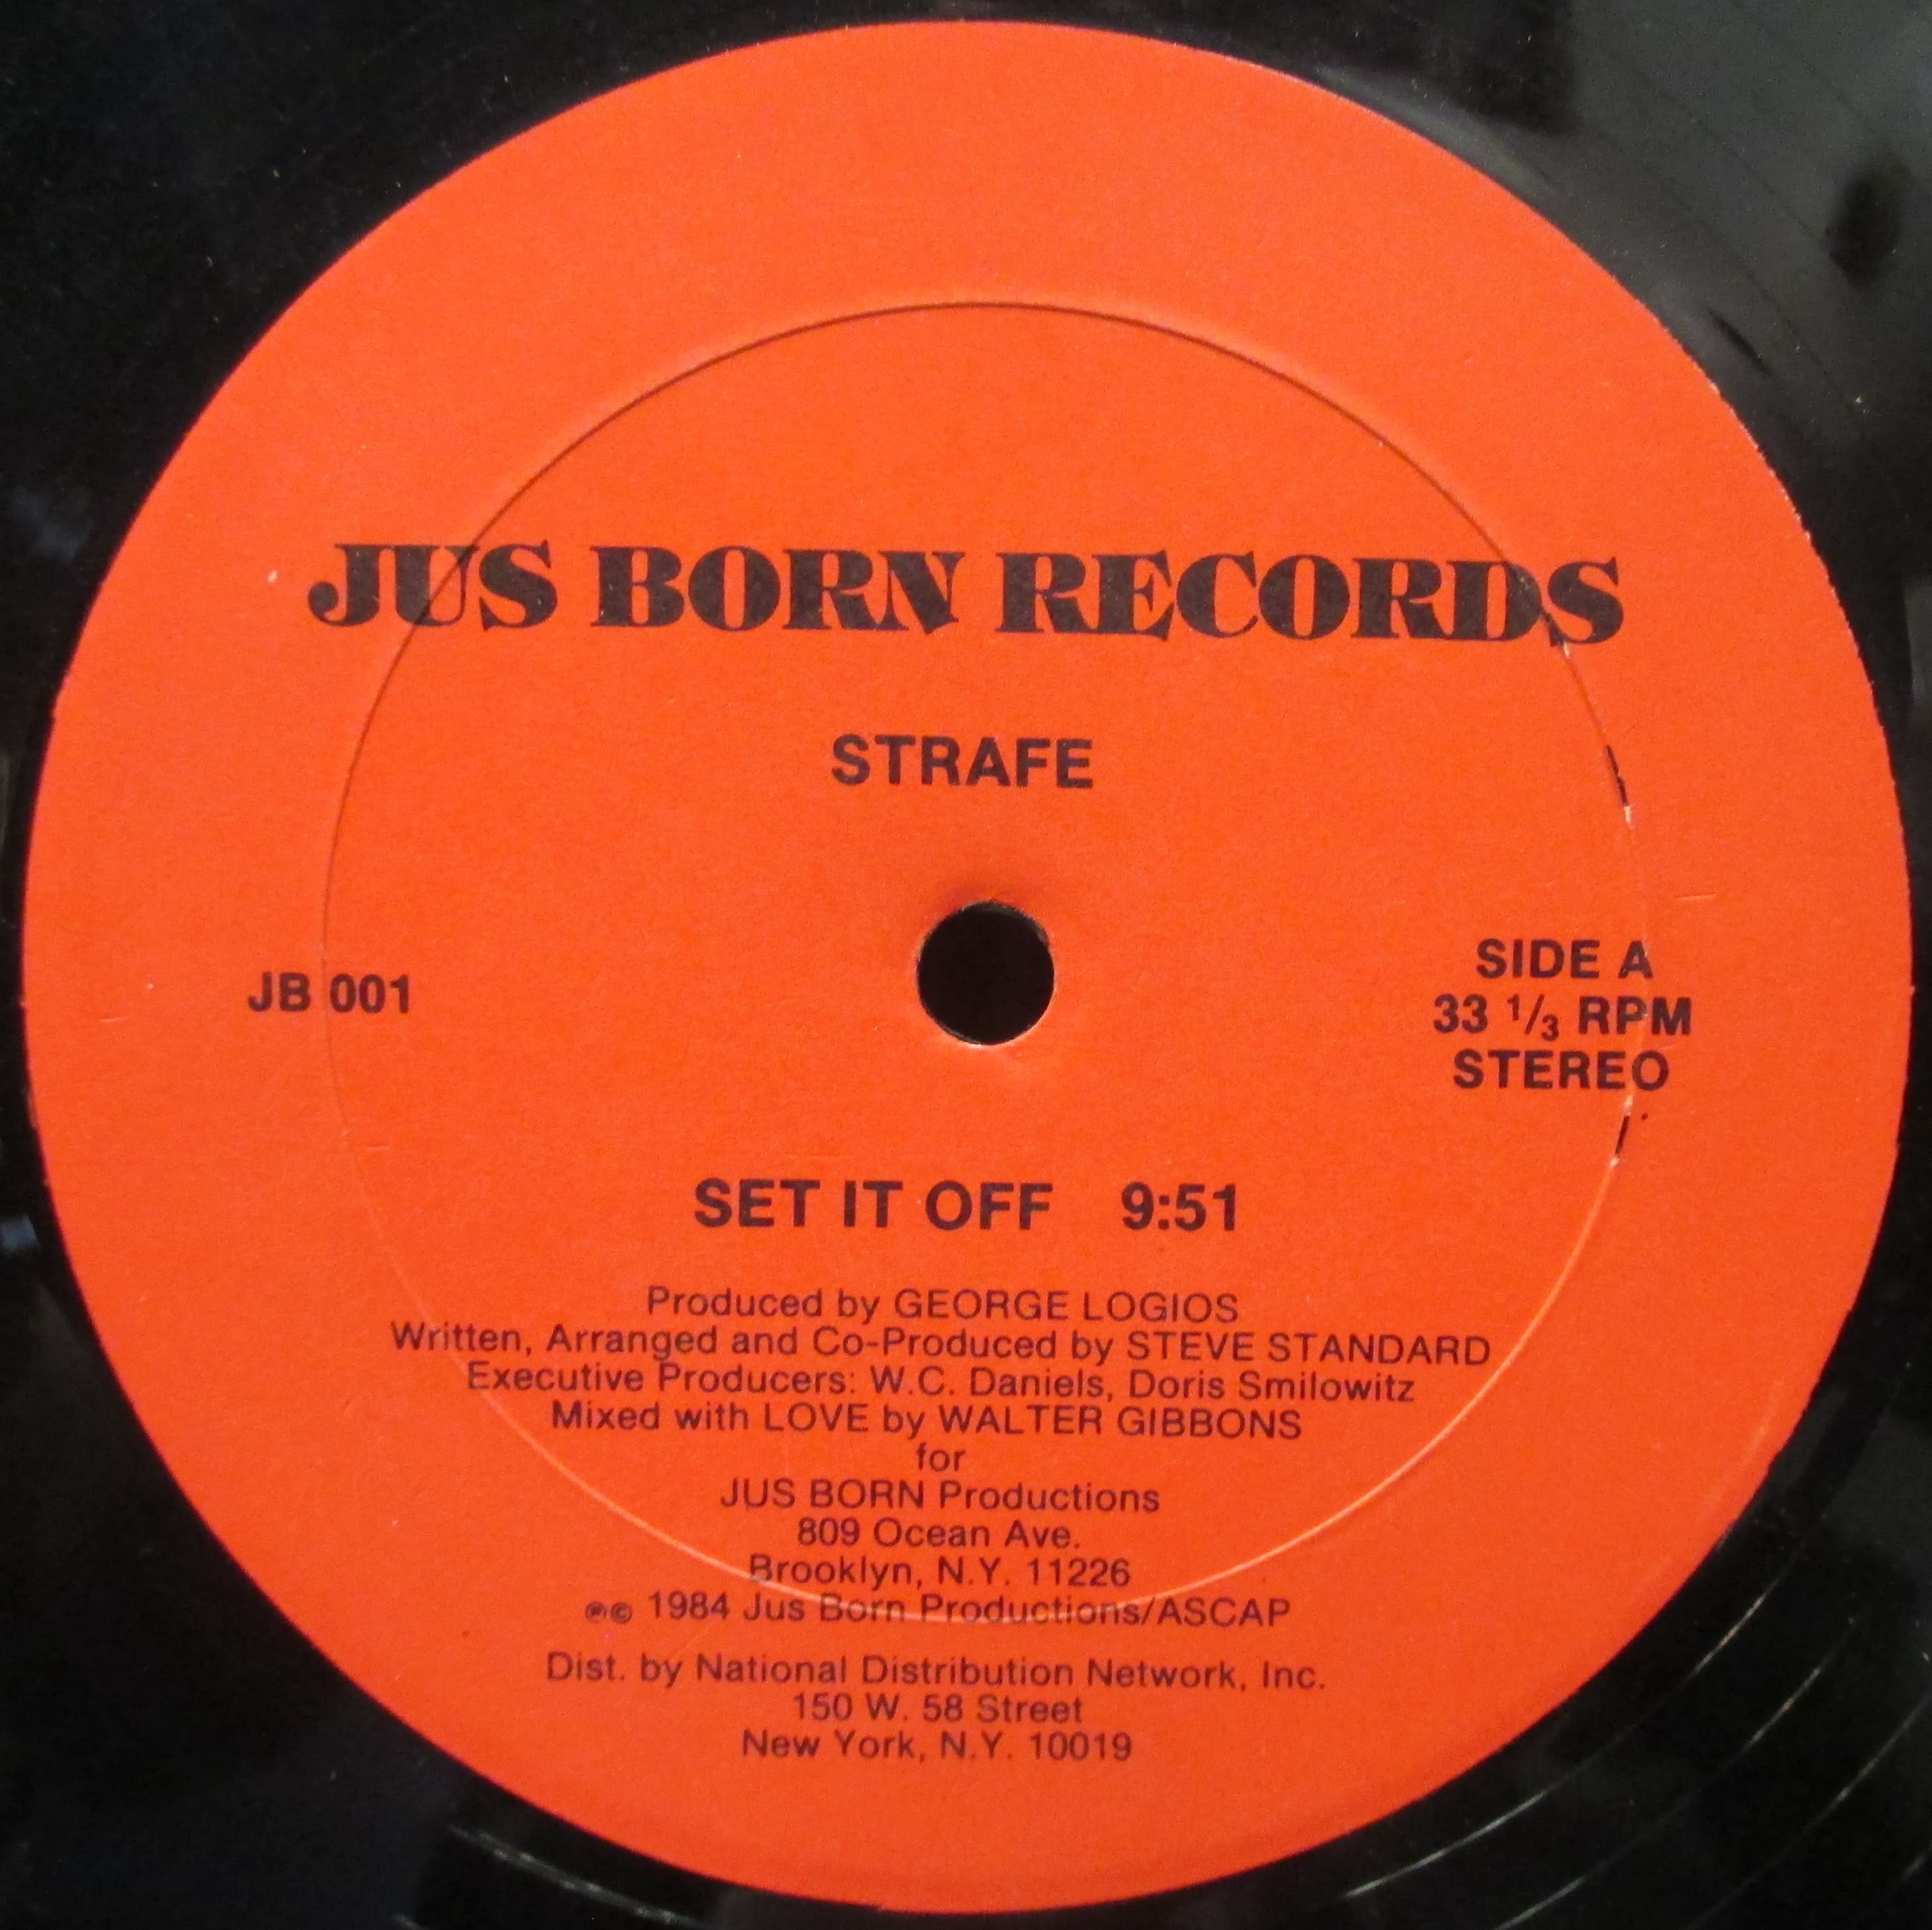 JUS BORN RECORDS
STRAFE
JB 001
SIDE A
33 1/3 RPM
STEREO
SET IT OFF 9:51
Produced by GEORGE LOGIOS
Written, Arranged and Co-Produced by STEVE STANDARD
Executive Producers: W.C. Daniels, Doris Smilowitz
Mixed with LOVE by WALTER GIBBONS
for
JUS BORN Productions
809 Ocean Ave.
Brooklyn, N.Y. 11226
℗© 1984 Jus Born Productions/ASCAP
Dist. by National Distribution Network, Inc.
150 W. 58 Street
New York, N.Y. 10019